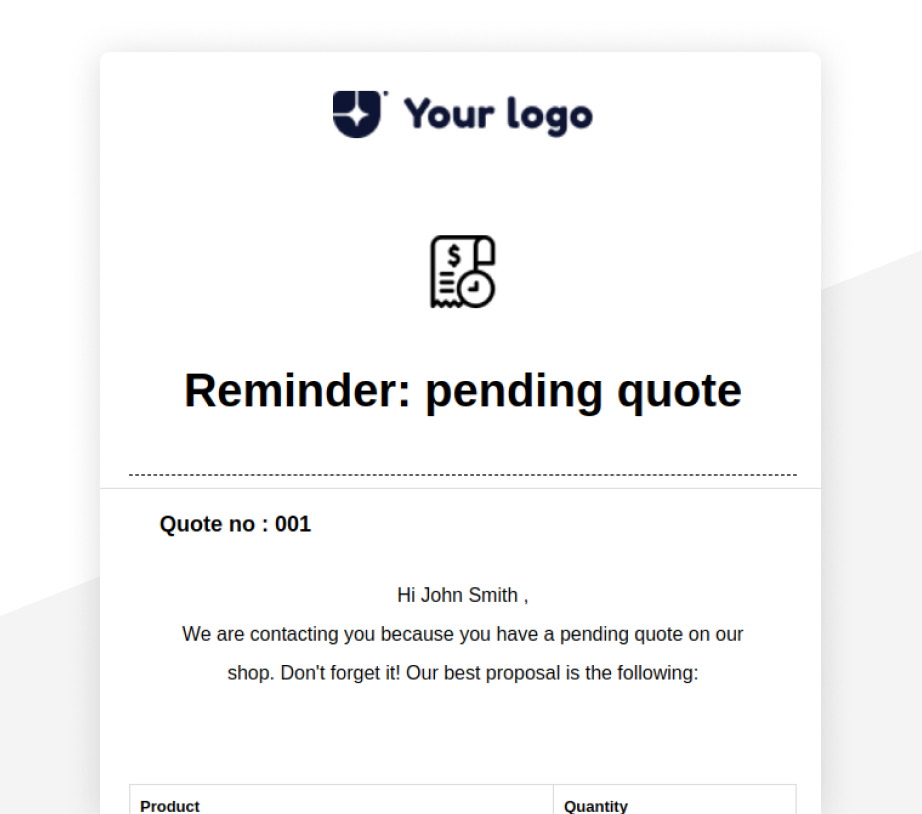 Your logo
$
Reminder: pending quote
Quote no : 001
Hi John Smith ,
We are contacting you because you have a pending quote on our
shop. Don't forget it! Our best proposal is the following:
Product Quantity